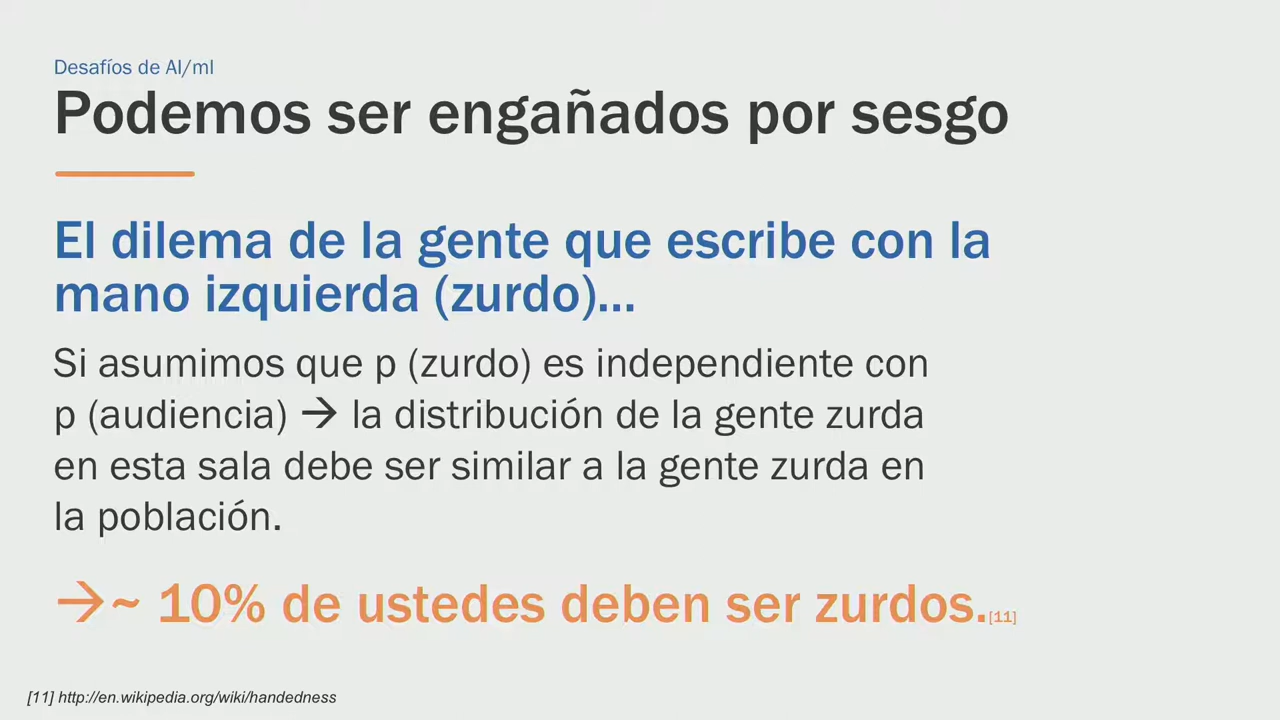 Desafíos de AI/ml
Podemos ser engañados por sesgo
El dilema de la gente que escribe con la
mano izquierda (zurdo)...
Si asumimos que p (zurdo) es independiente con
p (audiencia) → la distribución de la gente zurda
en esta sala debe ser similar a la gente zurda en
la población.
→~ 10% de ustedes deben ser zurdos.[11]
[11] http://en.wikipedia.org/wiki/handedness